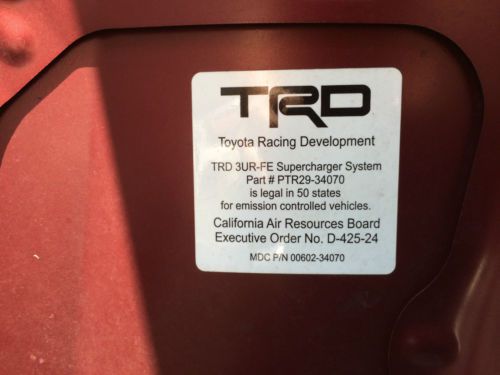 TRD
Toyota Racing Development
TRD 3UR-FE Supercharger System
Part # PTR29-34070
is legal in 50 states
for emission controlled vehicles.
California Air Resources Board
Executive Order No. D-425-24
MDC P/N 00602-34070